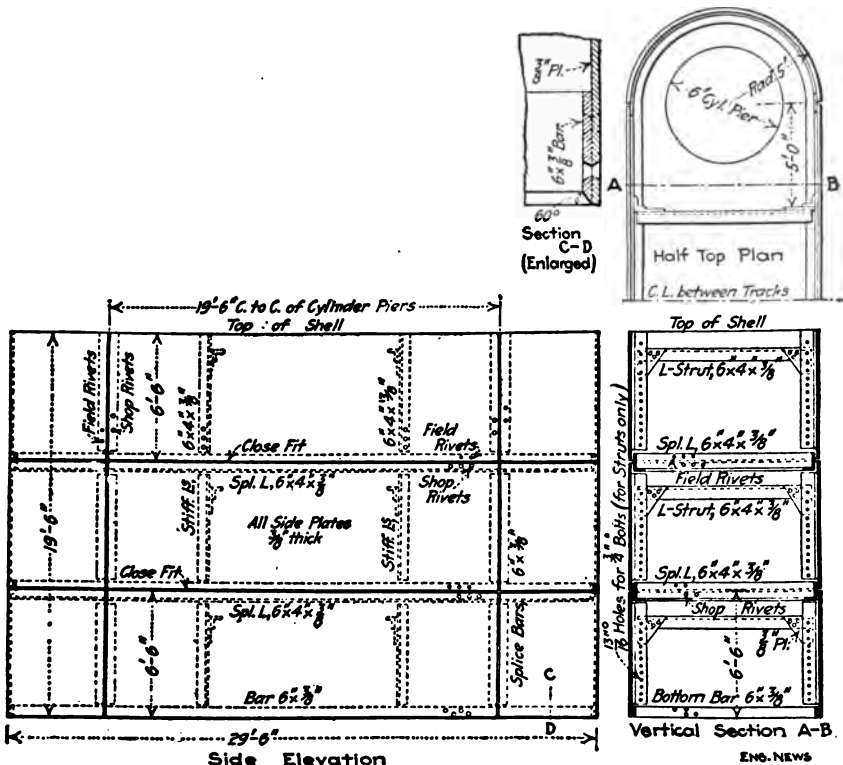 3/8" Pl.
6"x3/8" Bar
60°
Section
C-D
(Enlarged)
Rad. 5'
6' Cyl. Pier
5'-0"
A
B
Half Top Plan
C.L. between Tracks
19'-6" C. to C. of Cylinder Piers
Top of Shell
Field Rivets
Shop Rivets
6'-6"
6"x4"x3/8"
6"x4"x3/8"
Field
Rivets
Close Fit
19'-6"
Stiff. Ls
Spl. L, 6"x4"x3/8"
All Side Plates
3/8" thick
Stiff. Ls
Shop
Rivets
6"x3/8"
Close Fit
6'-6"
Spl. L, 6"x4"x3/8"
Bar 6"x3/8"
Splice Bars
C
D
29'-6"
Side Elevation
Top of Shell
L-Strut, 6"x4"x3/8"
13/16" Holes for 3/4" Bolts (for Struts only)
Spl. L, 6"x4"x3/8"
Field Rivets
L-Strut, 6"x4"x3/8"
Spl. L, 6"x4"x3/8"
Shop Rivets
6'-6"
3/8" Pl.
Bottom Bar 6"x3/8"
Vertical Section A-B.
ENG. NEWS